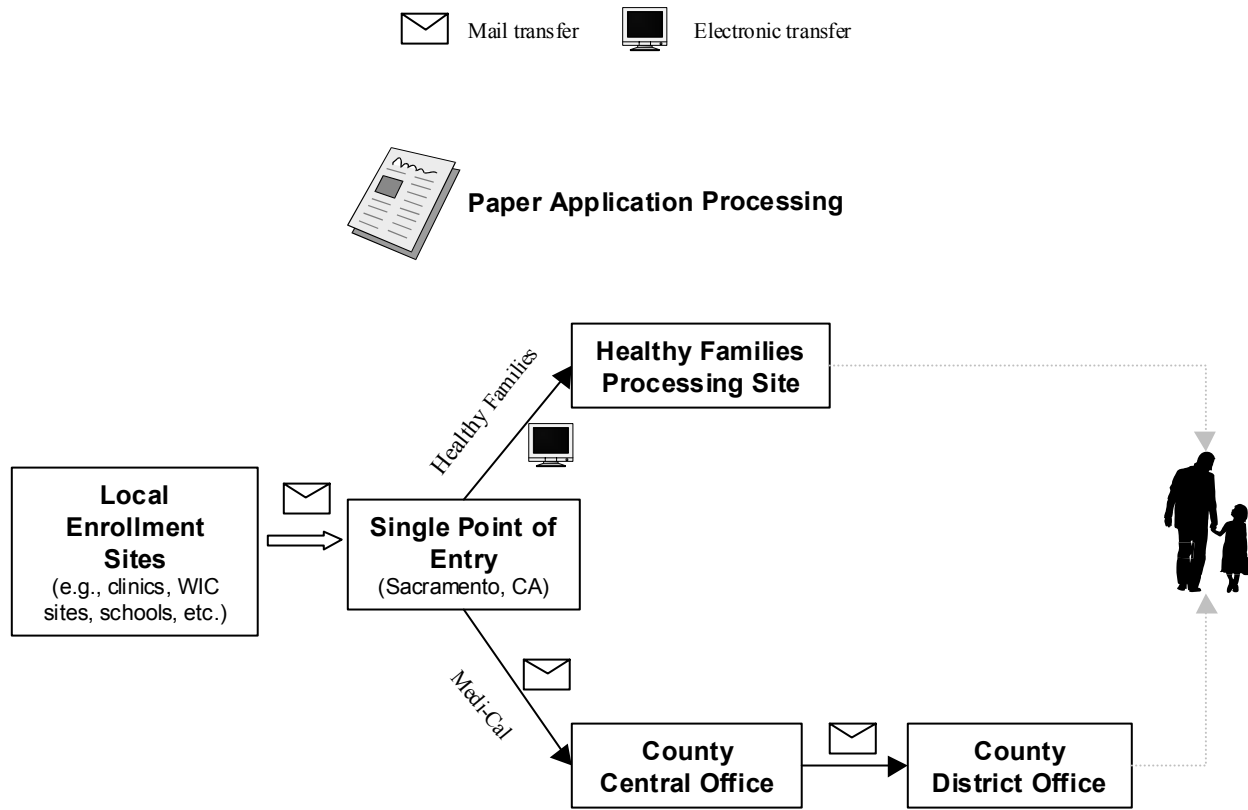 Mail transfer
Electronic transfer
Paper Application Processing
Healthy Families
Healthy Families
Processing Site
Local
Enrollment
Sites
(e.g., clinics, WIC
sites, schools, etc.)
Single Point of
Entry
(Sacramento, CA)
Medi-Cal
County
Central Office
County
District Office